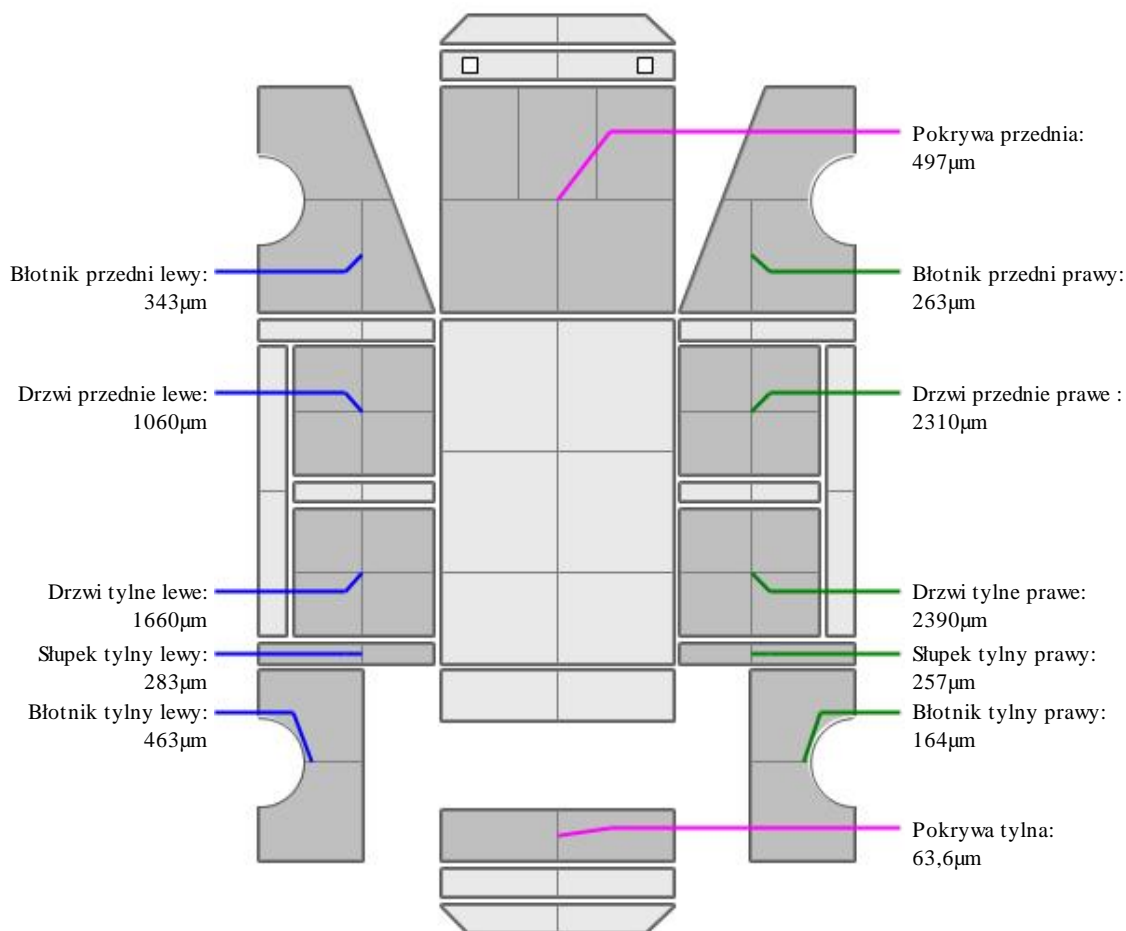 Pokrywa przednia:
497µm
Błotnik przedni lewy:
343µm
Błotnik przedni prawy:
263µm
Drzwi przednie lewe:
1060µm
Drzwi przednie prawe :
2310µm
Drzwi tylne lewe:
1660µm
Drzwi tylne prawe:
2390µm
Słupek tylny lewy:
283µm
Słupek tylny prawy:
257µm
Błotnik tylny lewy:
463µm
Błotnik tylny prawy:
164µm
Pokrywa tylna:
63,6µm